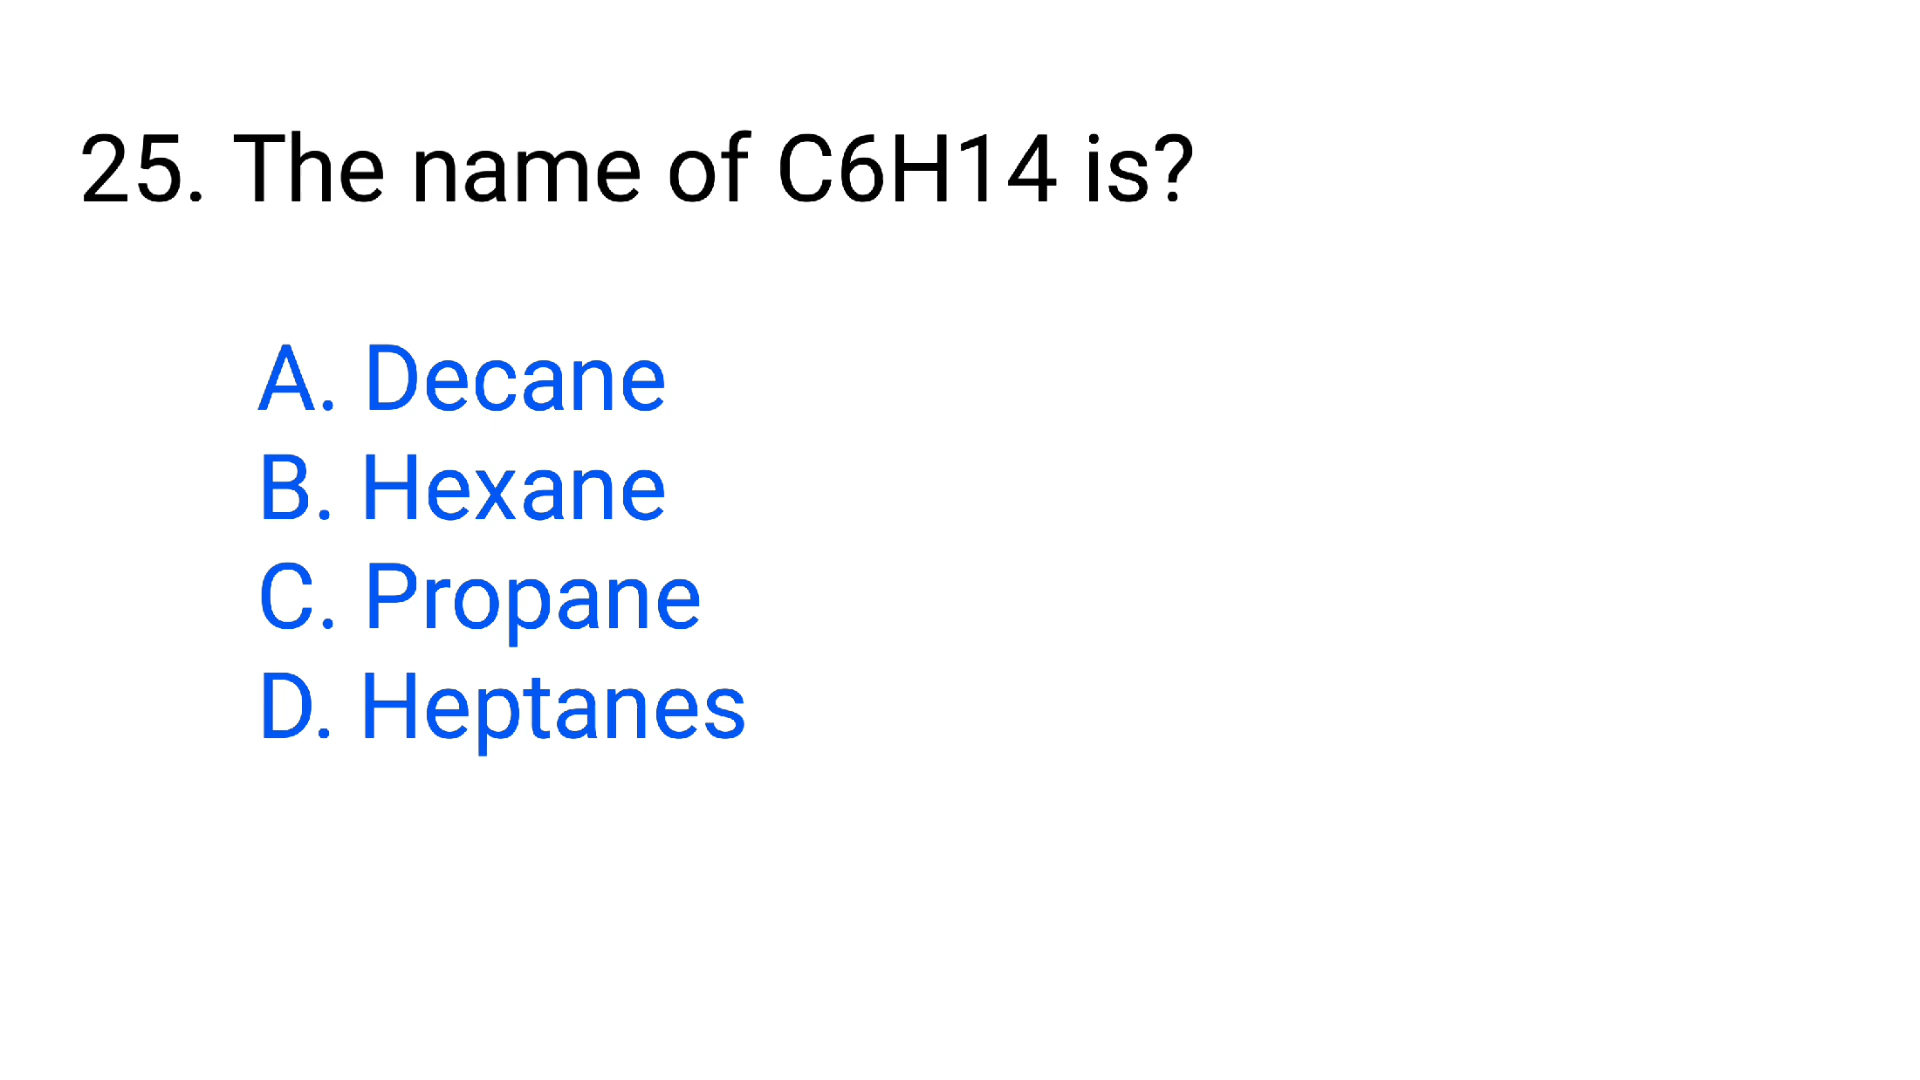 25. The name of C6H14 is?
A. Decane
B. Hexane
C. Propane
D. Heptanes